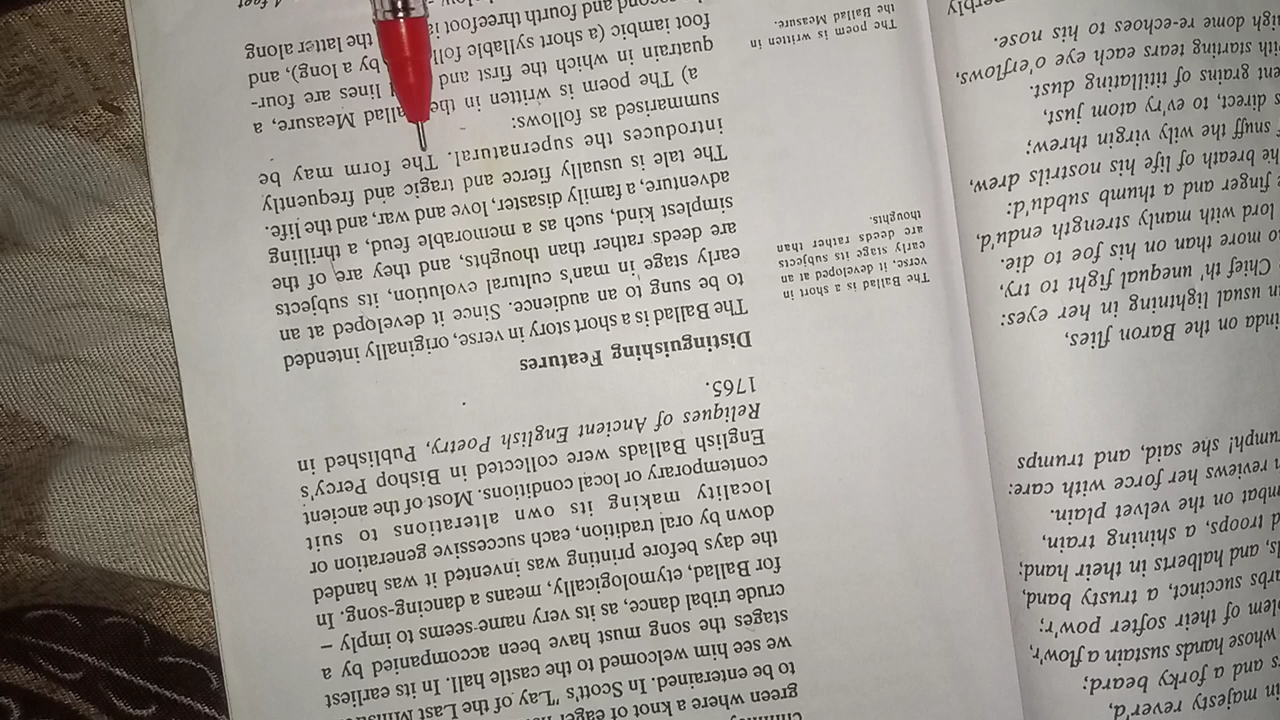 in majesty rever'd,
and a forky beard;
whose hands sustain a flow'r,
of their softer pow'r;
succinct, a trusty band,
and halberts in their hand;
troops, a shining train,
on the velvet plain.
reviews her force with care:
she said, and trumps
on the Baron flies,
usual lightning in her eyes:
Chief th' unequal fight to try,
more than on his foe to die.
lord with manly strength endu'd,
finger and a thumb subdu'd:
breath of life his nostrils drew,
snuff the wily virgin threw;
direct, to ev'ry atom just,
grains of titillating dust.
starting tears each eye o'erflows,
dome re-echoes to his nose.
green where a knot of
to be entertained. In Scott's "Lay of the Last
we see him welcomed to the castle hall. In its earliest
stages the song must have been accompanied by a
crude tribal dance, as its very name seems to imply –
for Ballad, etymologically, means a dancing-song. In
the days before printing was invented it was handed
down by oral tradition, each successive generation or
locality making its own alterations to suit
contemporary or local conditions. Most of the ancient
English Ballads were collected in Bishop Percy's
Reliques of Ancient English Poetry, Published in
1765.
Distinguishing Features
The Ballad is a short story in verse, originally intended
to be sung to an audience. Since it developed at an
early stage in man's cultural evolution, its subjects
are deeds rather than thoughts, and they are of the
simplest kind, such as a memorable feud, a thrilling
adventure, a family disaster, love and war, and the life.
The tale is usually fierce and tragic and frequently
introduces the supernatural. The form may be
summarised as follows:
a) The poem is written in the Ballad Measure, a
quatrain in which the first and lines are four-
foot iambic (a short syllable by a long), and
second and fourth three-foot the latter along
The Ballad is a short in
verse, it developed at an
early stage its subjects
are deeds rather than
thoughts.
The poem is written in
the Ballad Measure.